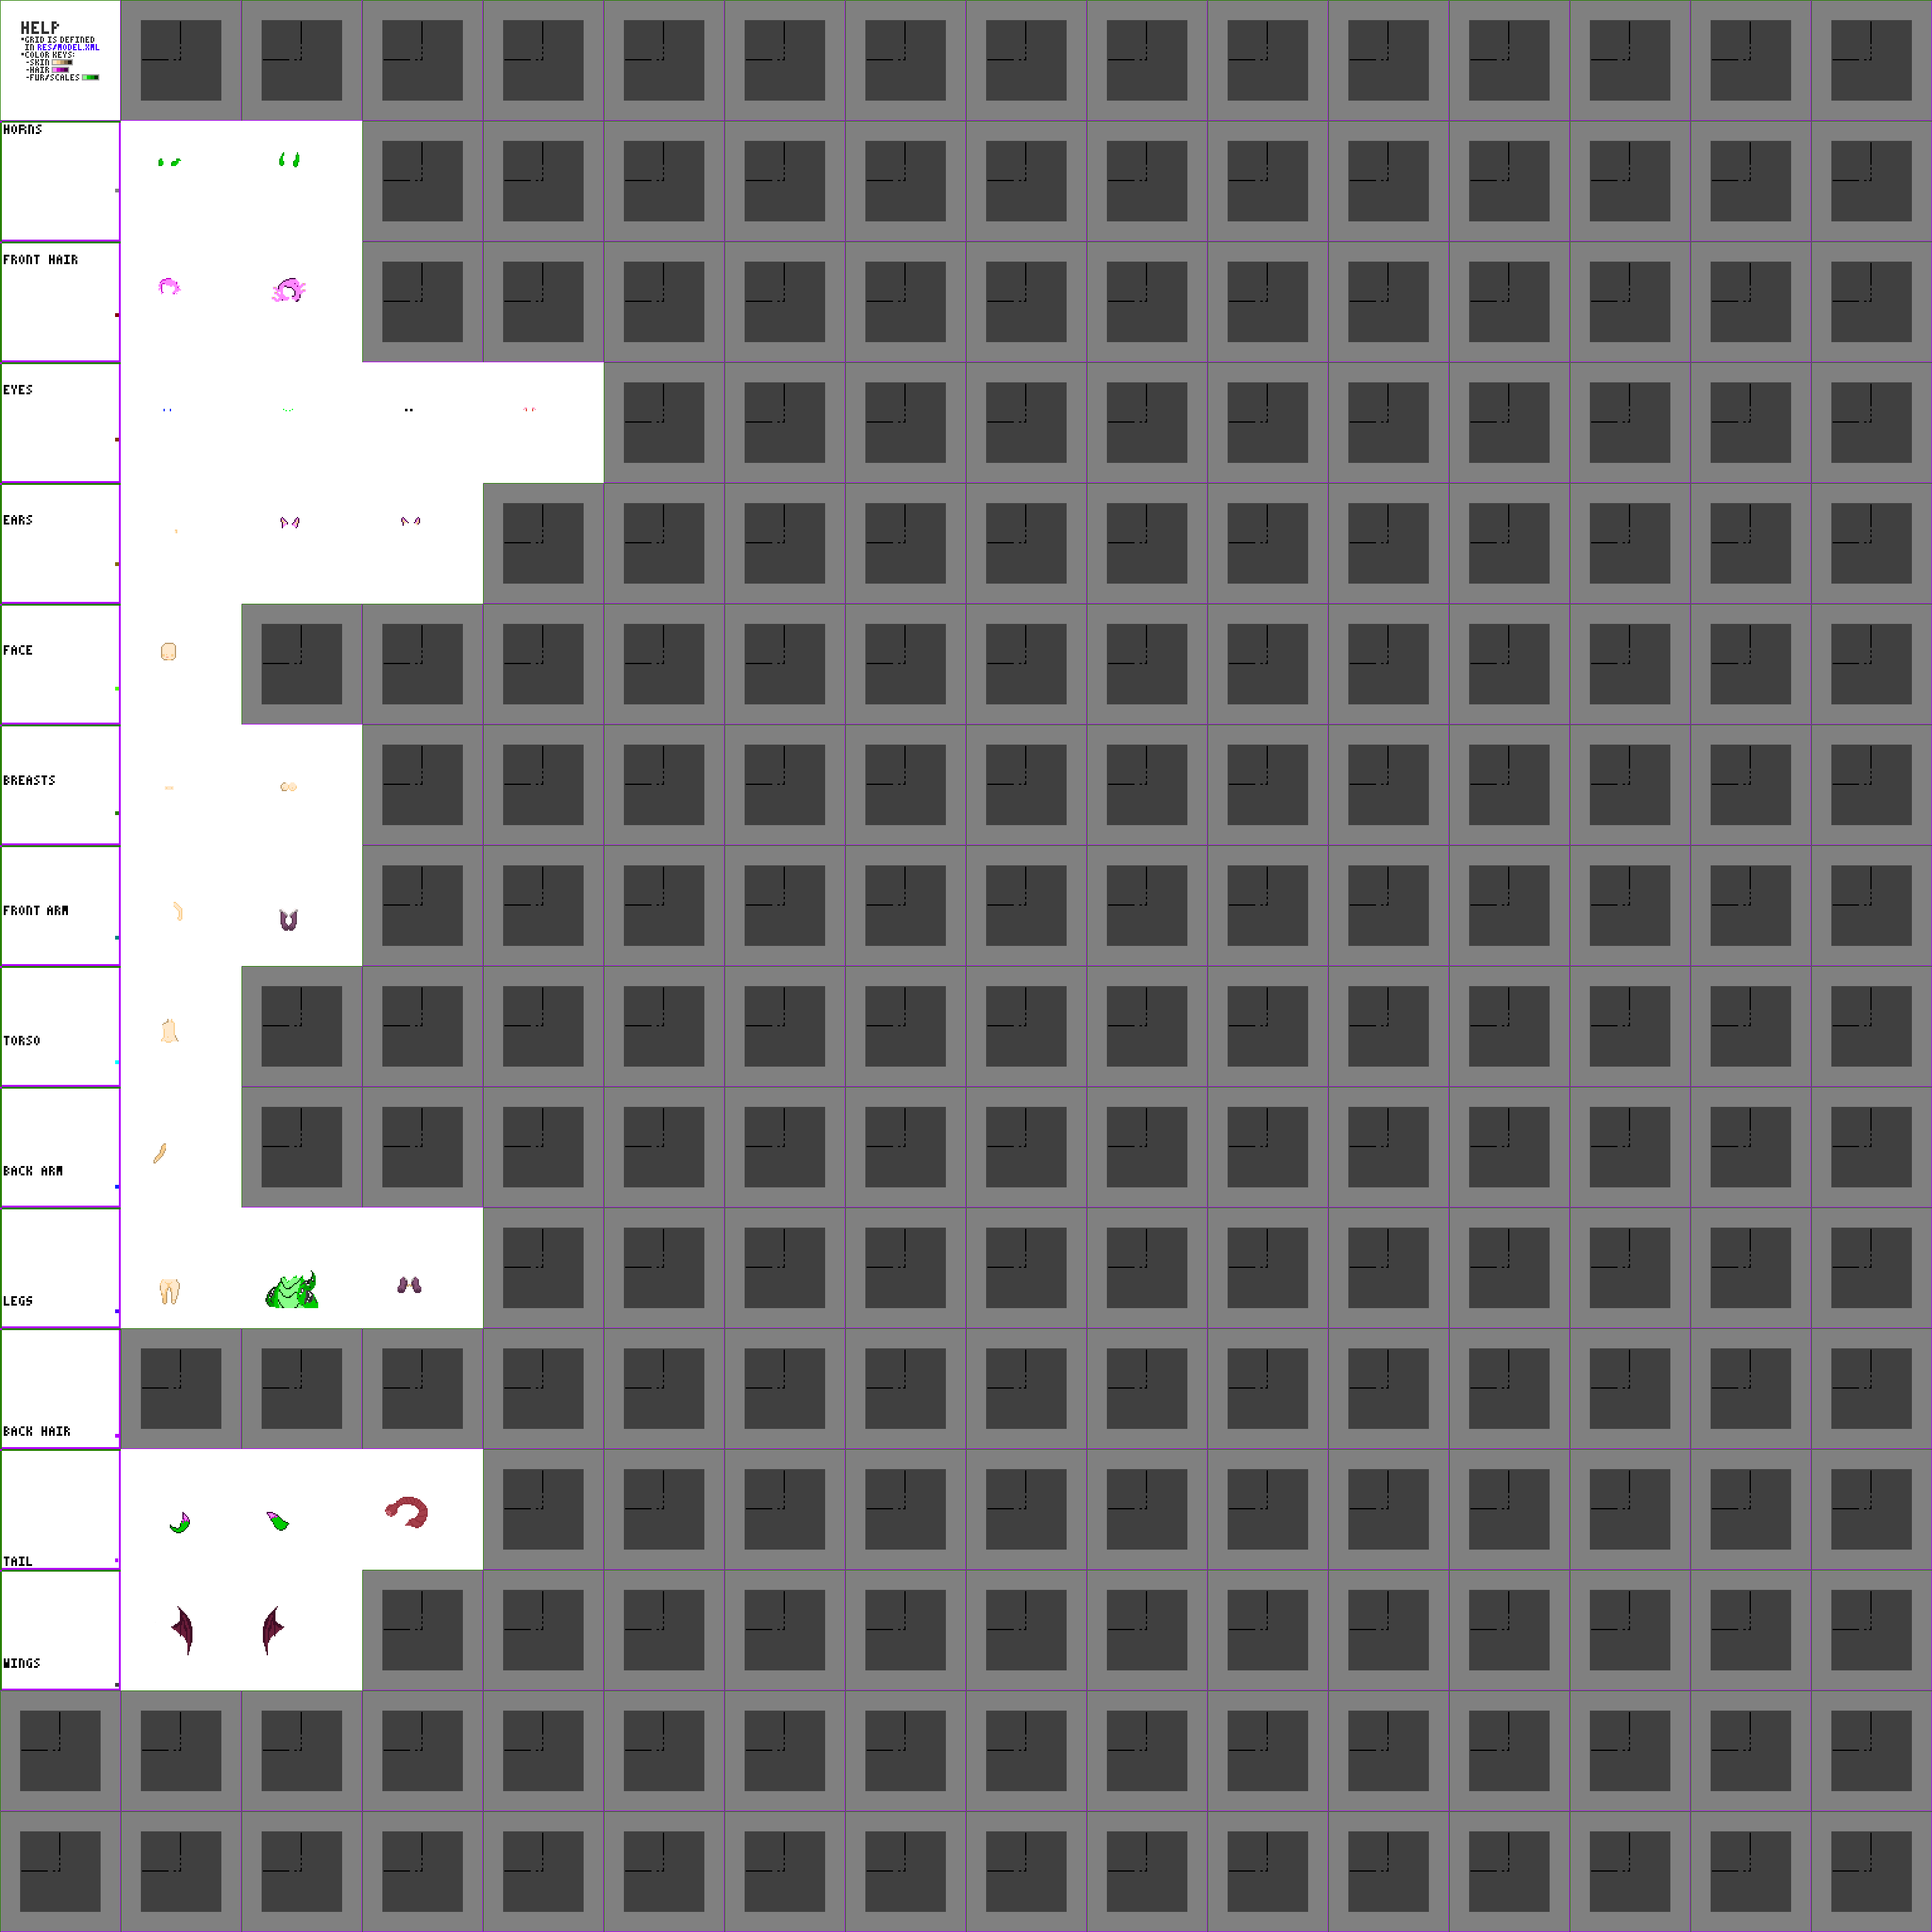 HELP
•GRID IS DEFINED
IN RES/MODEL.XML
•COLOR KEYS:
-SKIN
-HAIR
-FUR/SCALES
HORNS
FRONT HAIR
EYES
EARS
FACE
BREASTS
FRONT ARM
TORSO
BACK ARM
LEGS
BACK HAIR
TAIL
WINGS